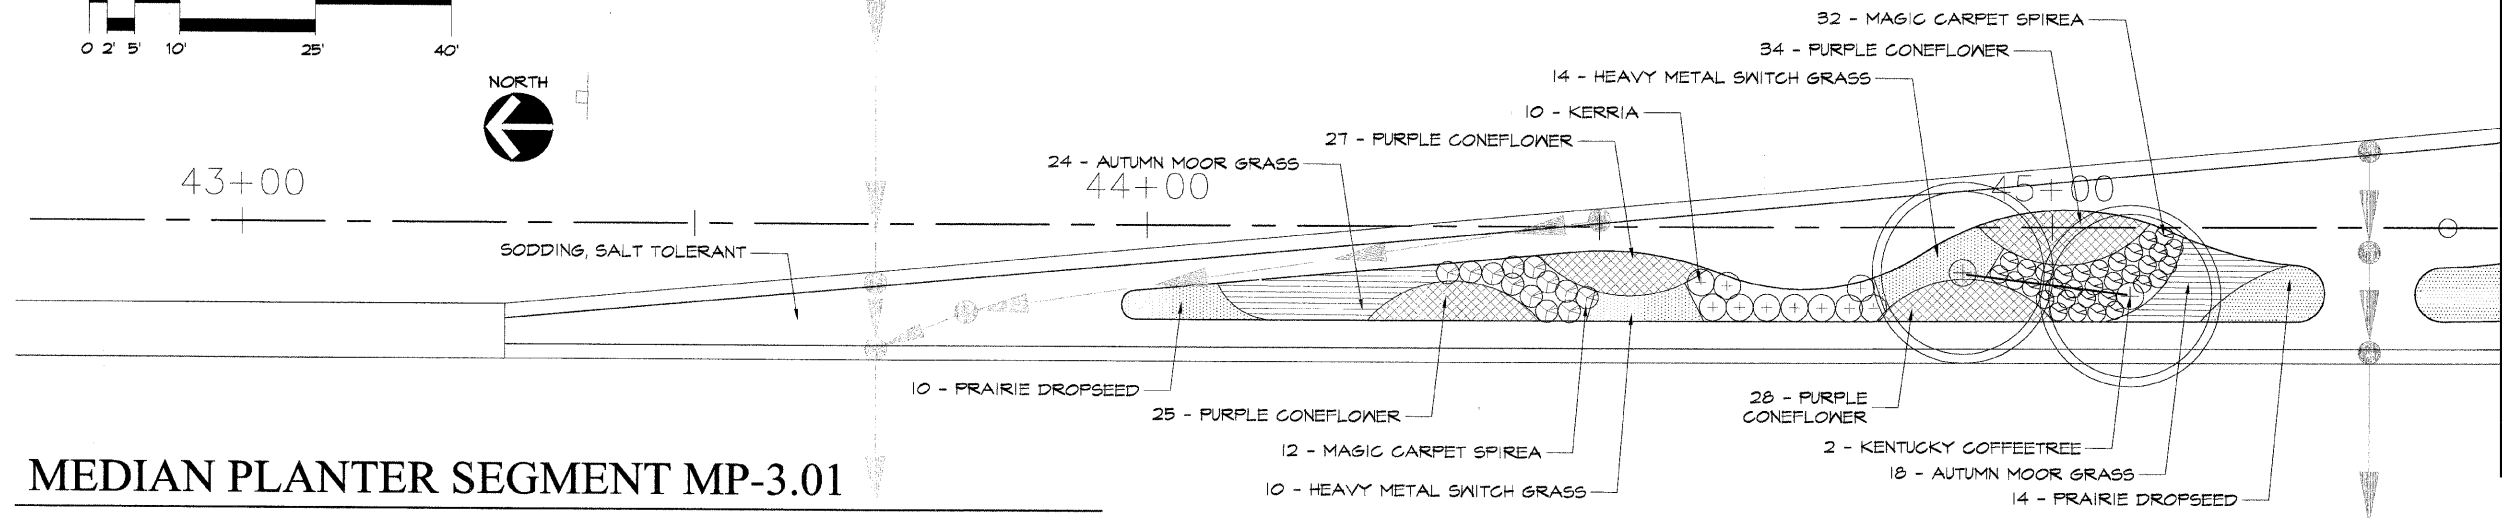 0 2' 5' 10' 25' 40'
NORTH
32 - MAGIC CARPET SPIREA
34 - PURPLE CONEFLOWER
14 - HEAVY METAL SWITCH GRASS
10 - KERRIA
27 - PURPLE CONEFLOWER
24 - AUTUMN MOOR GRASS
43+00
44+00
45+00
SODDING, SALT TOLERANT
10 - PRAIRIE DROPSEED
25 - PURPLE CONEFLOWER
12 - MAGIC CARPET SPIREA
10 - HEAVY METAL SWITCH GRASS
28 - PURPLE
CONEFLOWER
2 - KENTUCKY COFFEETREE
18 - AUTUMN MOOR GRASS
14 - PRAIRIE DROPSEED
MEDIAN PLANTER SEGMENT MP-3.01